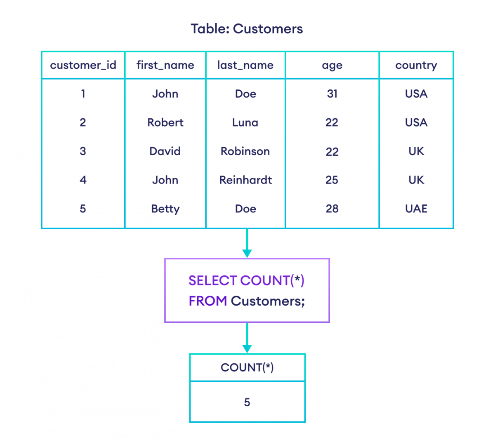 Table: Customers
customer_id first_name last_name age country
1 John Doe 31 USA
2 Robert Luna 22 USA
3 David Robinson 22 UK
4 John Reinhardt 25 UK
5 Betty Doe 28 UAE
SELECT COUNT(*)
FROM Customers;
COUNT(*)
5